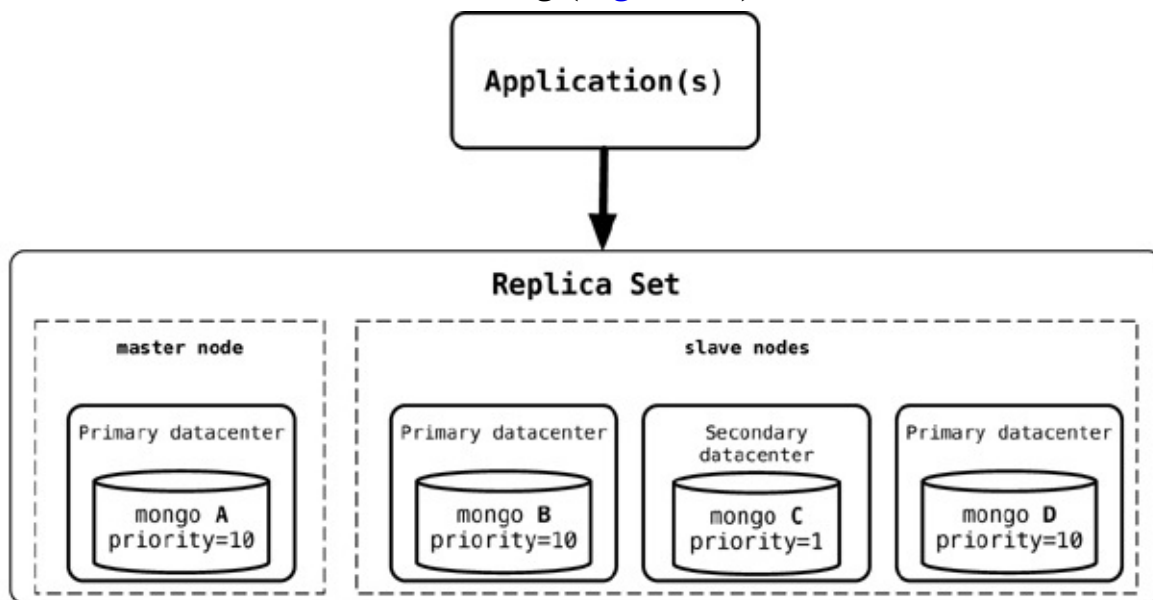 Application(s)
Replica Set
master node
slave nodes
Primary datacenter
mongo A
priority=10
Primary datacenter
mongo B
priority=10
Secondary
datacenter
mongo C
priority=1
Primary datacenter
mongo D
priority=10